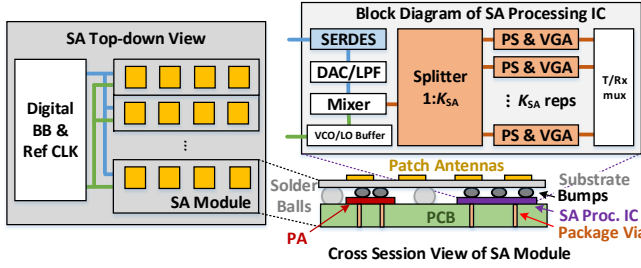 SA Top-down View
Digital
BB &
Ref CLK
...
SA Module
Block Diagram of SA Processing IC
SERDES
DAC/LPF
Mixer
VCO/LO Buffer
Splitter
1:KSA
PS & VGA
PS & VGA
⋮ KSA reps
PS & VGA
T/Rx
mux
Patch Antennas
Solder
Balls
Substrate
Bumps
PCB
SA Proc. IC
PA
Package Via
Cross Session View of SA Module